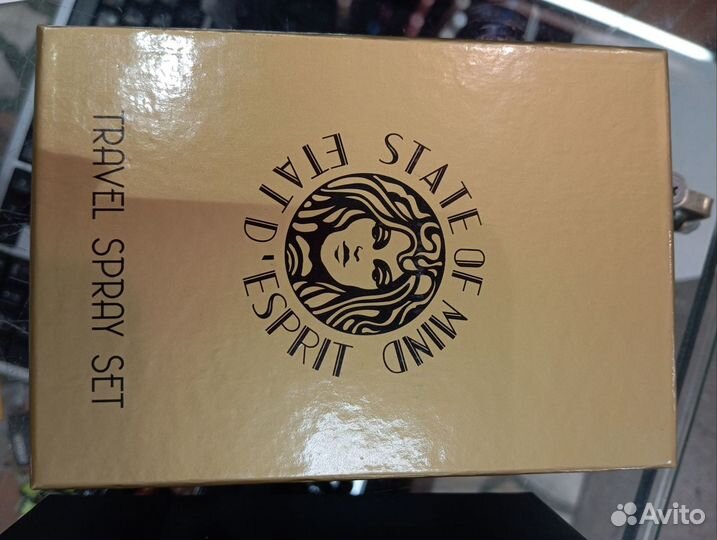 STATE OF MIND
ETAT D'ESPRIT
TRAVEL SPRAY SET
Avito